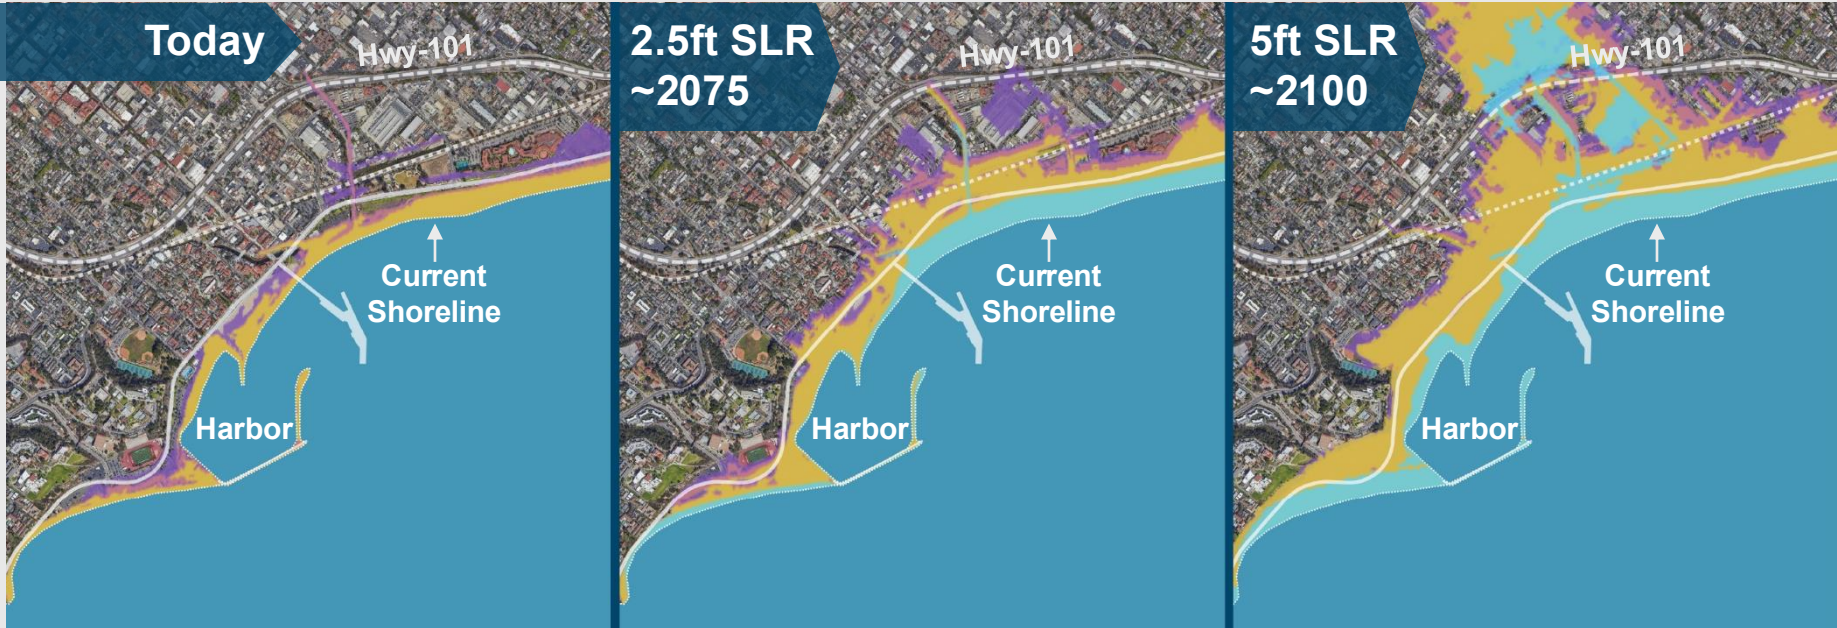 Today
Hwy-101
Current
Shoreline
Harbor
2.5ft SLR
~2075
Hwy-101
Current
Shoreline
Harbor
5ft SLR
~2100
Hwy-101
Current
Shoreline
Harbor